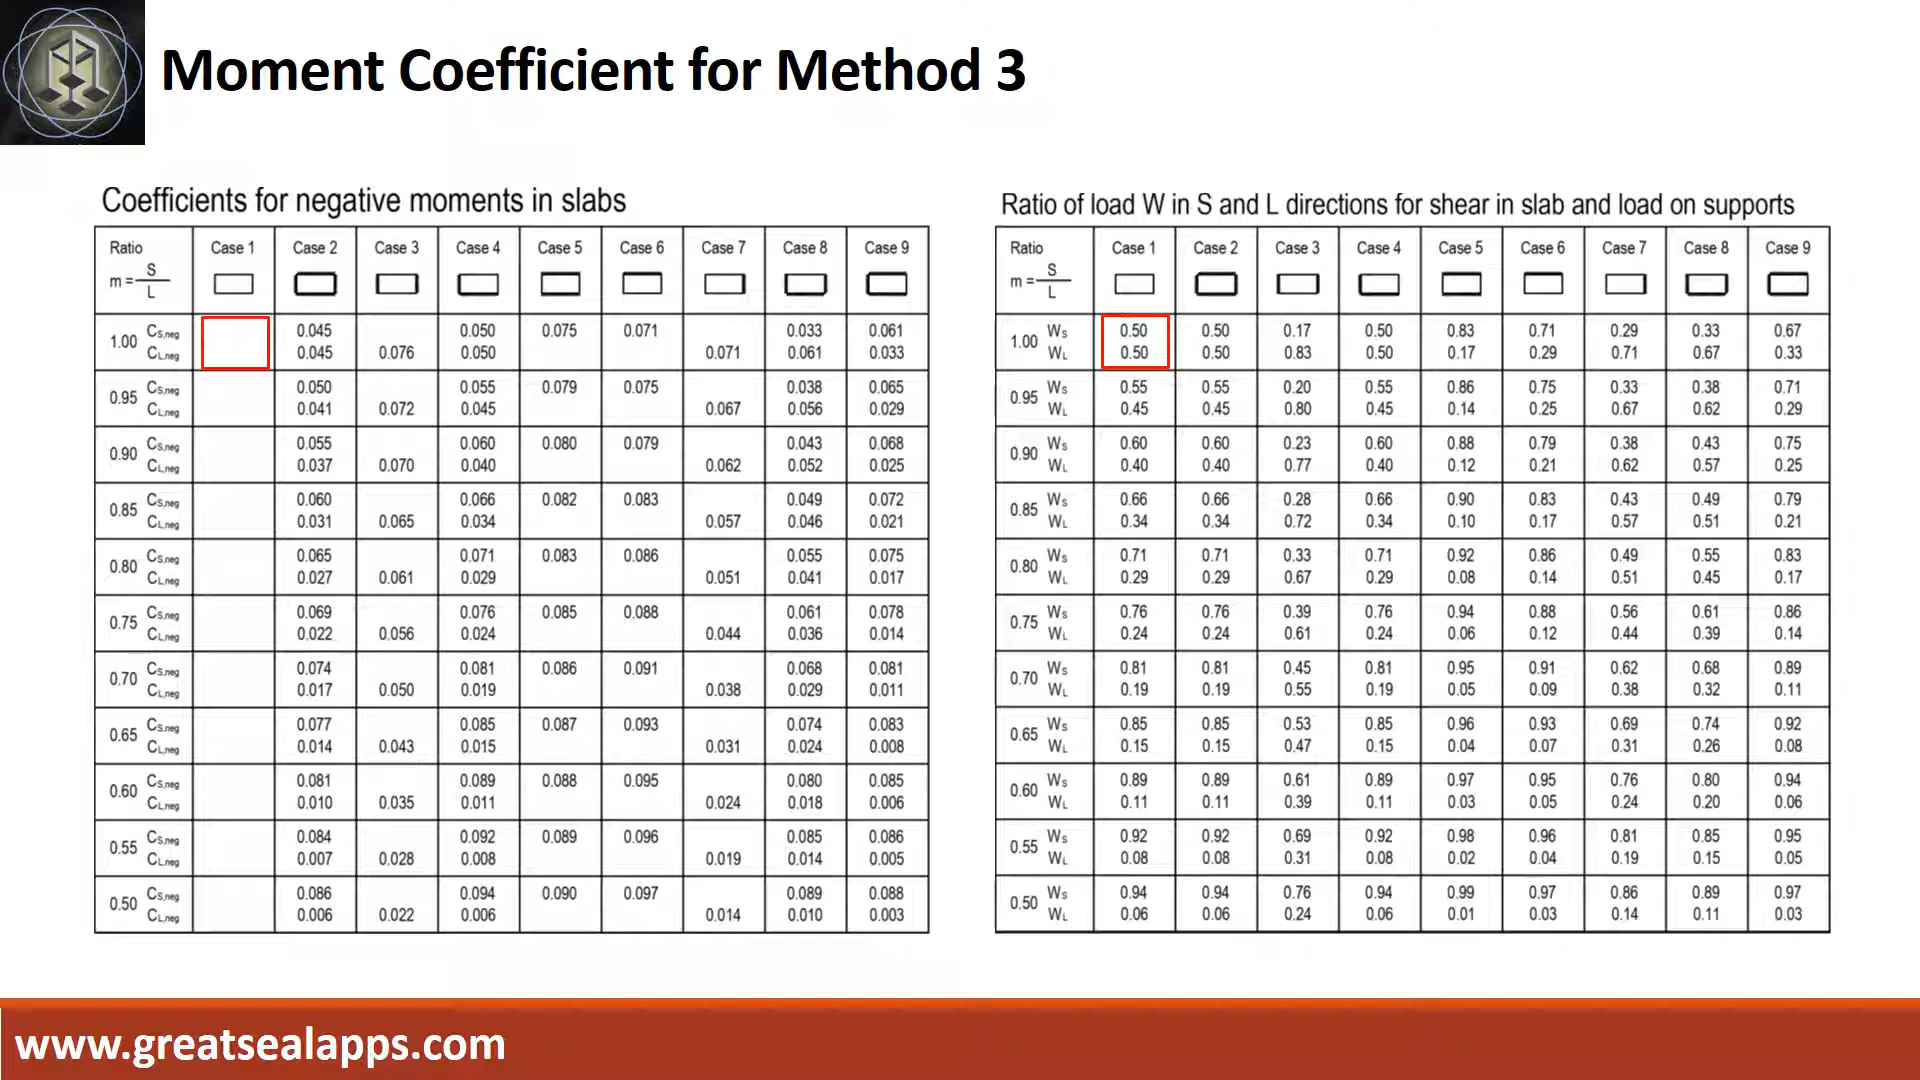 Moment Coefficient for Method 3
Coefficients for negative moments in slabs
Ratio Case 1 Case 2 Case 3 Case 4 Case 5 Case 6 Case 7 Case 8 Case 9
m = S/L
1.00 CS,neg 0.045 0.050 0.075 0.071 0.033 0.061
CL,neg 0.045 0.076 0.050 0.071 0.061 0.033
0.95 CS,neg 0.050 0.055 0.079 0.075 0.038 0.065
CL,neg 0.041 0.072 0.045 0.067 0.056 0.029
0.90 CS,neg 0.055 0.060 0.080 0.079 0.043 0.068
CL,neg 0.037 0.070 0.040 0.062 0.052 0.025
0.85 CS,neg 0.060 0.066 0.082 0.083 0.049 0.072
CL,neg 0.031 0.065 0.034 0.057 0.046 0.021
0.80 CS,neg 0.065 0.071 0.083 0.086 0.055 0.075
CL,neg 0.027 0.061 0.029 0.051 0.041 0.017
0.75 CS,neg 0.069 0.076 0.085 0.088 0.061 0.078
CL,neg 0.022 0.056 0.024 0.044 0.036 0.014
0.70 CS,neg 0.074 0.081 0.086 0.091 0.068 0.081
CL,neg 0.017 0.050 0.019 0.038 0.029 0.011
0.65 CS,neg 0.077 0.085 0.087 0.093 0.074 0.083
CL,neg 0.014 0.043 0.015 0.031 0.024 0.008
0.60 CS,neg 0.081 0.089 0.088 0.095 0.080 0.085
CL,neg 0.010 0.035 0.011 0.024 0.018 0.006
0.55 CS,neg 0.084 0.092 0.089 0.096 0.085 0.086
CL,neg 0.007 0.028 0.008 0.019 0.014 0.005
0.50 CS,neg 0.086 0.094 0.090 0.097 0.089 0.088
CL,neg 0.006 0.022 0.006 0.014 0.010 0.003
Ratio of load W in S and L directions for shear in slab and load on supports
Ratio Case 1 Case 2 Case 3 Case 4 Case 5 Case 6 Case 7 Case 8 Case 9
m = S/L
1.00 WS 0.50 0.50 0.17 0.50 0.83 0.71 0.29 0.33 0.67
WL 0.50 0.50 0.83 0.50 0.17 0.29 0.71 0.67 0.33
0.95 WS 0.55 0.55 0.20 0.55 0.86 0.75 0.33 0.38 0.71
WL 0.45 0.45 0.80 0.45 0.14 0.25 0.67 0.62 0.29
0.90 WS 0.60 0.60 0.23 0.60 0.88 0.79 0.38 0.43 0.75
WL 0.40 0.40 0.77 0.40 0.12 0.21 0.62 0.57 0.25
0.85 WS 0.66 0.66 0.28 0.66 0.90 0.83 0.43 0.49 0.79
WL 0.34 0.34 0.72 0.34 0.10 0.17 0.57 0.51 0.21
0.80 WS 0.71 0.71 0.33 0.71 0.92 0.86 0.49 0.55 0.83
WL 0.29 0.29 0.67 0.29 0.08 0.14 0.51 0.45 0.17
0.75 WS 0.76 0.76 0.39 0.76 0.94 0.88 0.56 0.61 0.86
WL 0.24 0.24 0.61 0.24 0.06 0.12 0.44 0.39 0.14
0.70 WS 0.81 0.81 0.45 0.81 0.95 0.91 0.62 0.68 0.89
WL 0.19 0.19 0.55 0.19 0.05 0.09 0.38 0.32 0.11
0.65 WS 0.85 0.85 0.53 0.85 0.96 0.93 0.69 0.74 0.92
WL 0.15 0.15 0.47 0.15 0.04 0.07 0.31 0.26 0.08
0.60 WS 0.89 0.89 0.61 0.89 0.97 0.95 0.76 0.80 0.94
WL 0.11 0.11 0.39 0.11 0.03 0.05 0.24 0.20 0.06
0.55 WS 0.92 0.92 0.69 0.92 0.98 0.96 0.81 0.85 0.95
WL 0.08 0.08 0.31 0.08 0.02 0.04 0.19 0.15 0.05
0.50 WS 0.94 0.94 0.76 0.94 0.99 0.97 0.86 0.89 0.97
WL 0.06 0.06 0.24 0.06 0.01 0.03 0.14 0.11 0.03
www.greatsealapps.com